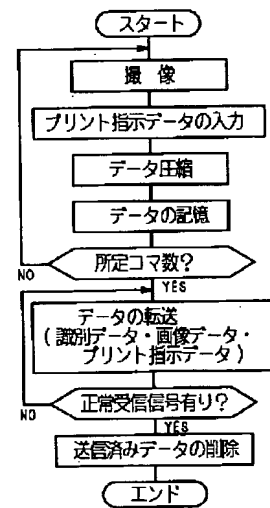 スタート
撮 像
プリント指示データの入力
データ圧縮
データの記憶
所定コマ数?
NO
YES
データの転送
(識別データ・画像データ・
プリント指示データ)
正常受信信号有り?
NO
YES
送信済みデータの削除
エンド